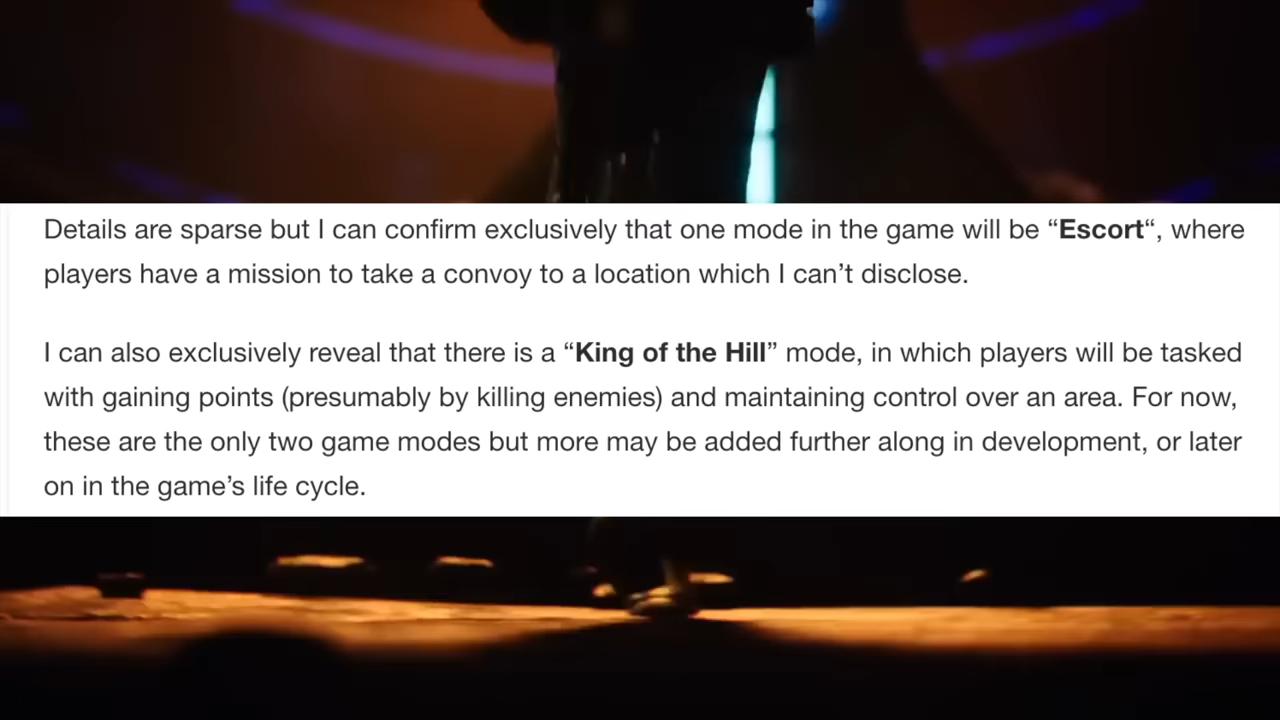 Details are sparse but I can confirm exclusively that one mode in the game will be “Escort“, where
players have a mission to take a convoy to a location which I can’t disclose.
I can also exclusively reveal that there is a “King of the Hill” mode, in which players will be tasked
with gaining points (presumably by killing enemies) and maintaining control over an area. For now,
these are the only two game modes but more may be added further along in development, or later
on in the game’s life cycle.